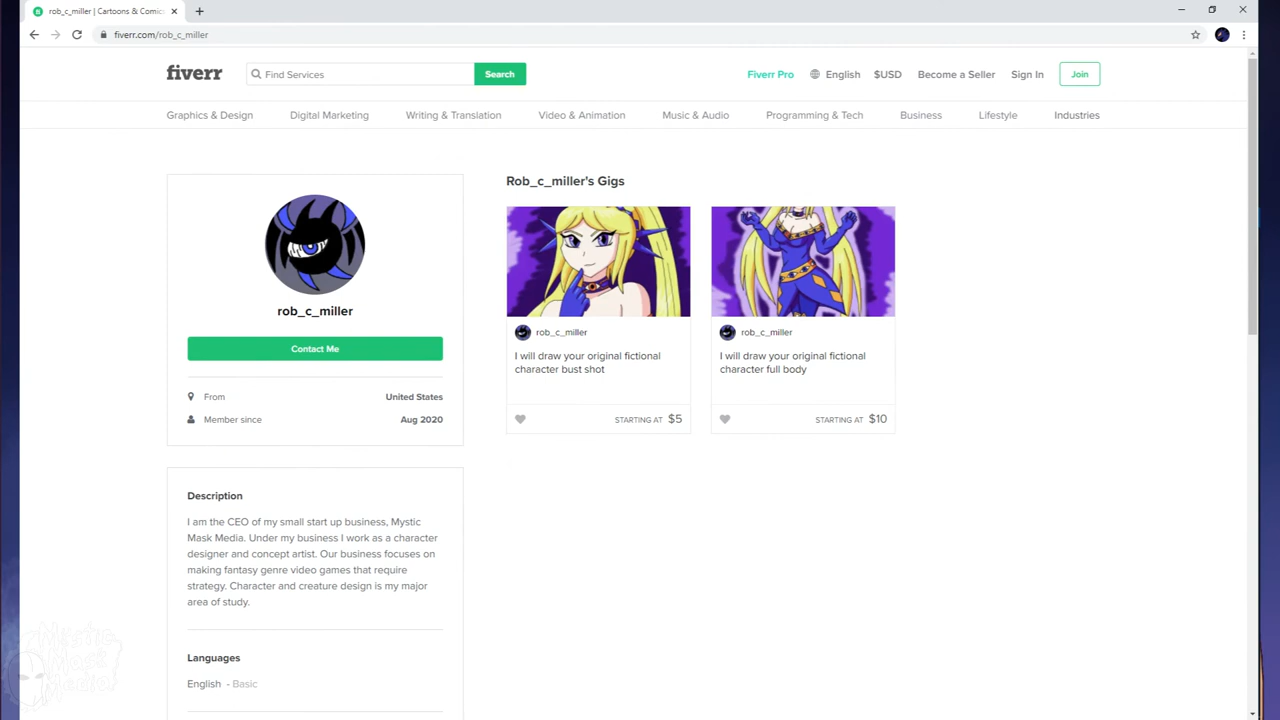 rob_c_miller | Cartoons & Comic
fiverr.com/rob_c_miller
fiverr
Find Services
Search
Fiverr Pro
English
$USD
Become a Seller
Sign In
Join
Graphics & Design
Digital Marketing
Writing & Translation
Video & Animation
Music & Audio
Programming & Tech
Business
Lifestyle
Industries
rob_c_miller
Contact Me
From United States
Member since Aug 2020
Description
I am the CEO of my small start up business, Mystic
Mask Media. Under my business I work as a character
designer and concept artist. Our business focuses on
making fantasy genre video games that require
strategy. Character and creature design is my major
area of study.
Languages
English - Basic
Rob_c_miller's Gigs
rob_c_miller
I will draw your original fictional
character bust shot
STARTING AT $5
rob_c_miller
I will draw your original fictional
character full body
STARTING AT $10
Mystic
Mask
Media